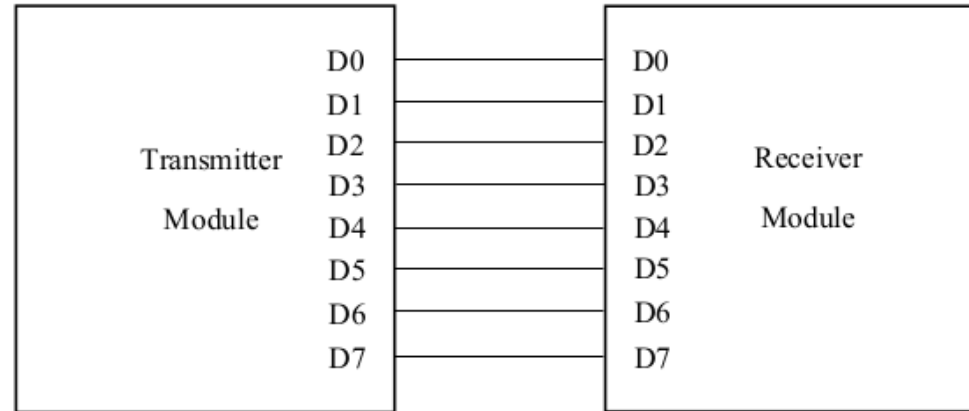 Transmitter
Module
D0
D1
D2
D3
D4
D5
D6
D7
D0
D1
D2
D3
D4
D5
D6
D7
Receiver
Module